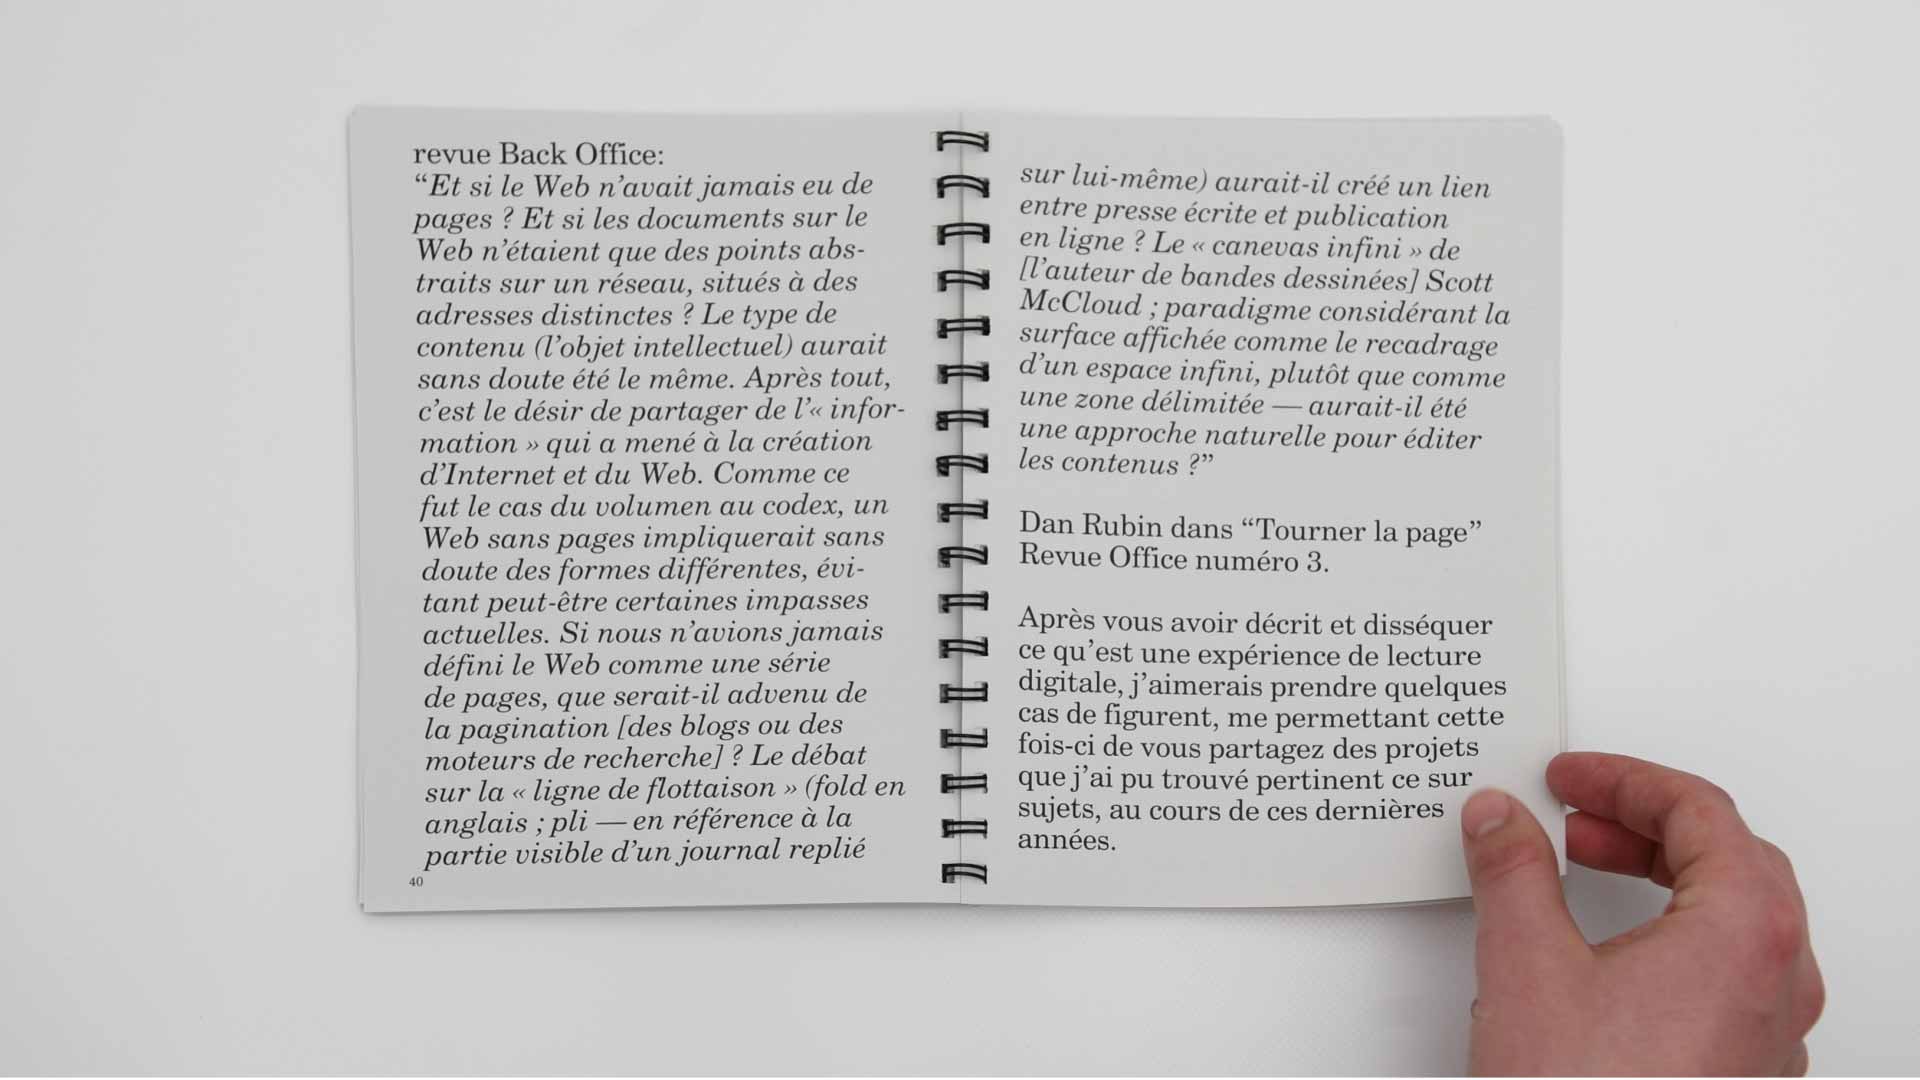 revue Back Office:
“Et si le Web n’avait jamais eu de
pages ? Et si les documents sur le
Web n’étaient que des points abs-
traits sur un réseau, situés à des
adresses distinctes ? Le type de
contenu (l’objet intellectuel) aurait
sans doute été le même. Après tout,
c’est le désir de partager de l’« infor-
mation » qui a mené à la création
d’Internet et du Web. Comme ce
fut le cas du volumen au codex, un
Web sans pages impliquerait sans
doute des formes différentes, évi-
tant peut-être certaines impasses
actuelles. Si nous n’avions jamais
défini le Web comme une série
de pages, que serait-il advenu de
la pagination [des blogs ou des
moteurs de recherche] ? Le débat
sur la « ligne de flottaison » (fold en
anglais ; pli — en référence à la
partie visible d’un journal replié
40
sur lui-même) aurait-il créé un lien
entre presse écrite et publication
en ligne ? Le « canevas infini » de
[l’auteur de bandes dessinées] Scott
McCloud ; paradigme considérant la
surface affichée comme le recadrage
d’un espace infini, plutôt que comme
une zone délimitée — aurait-il été
une approche naturelle pour éditer
les contenus ?”
Dan Rubin dans “Tourner la page”
Revue Office numéro 3.
Après vous avoir décrit et disséquer
ce qu’est une expérience de lecture
digitale, j’aimerais prendre quelques
cas de figurent, me permettant cette
fois-ci de vous partagez des projets
que j’ai pu trouvé pertinent ce sur
sujets, au cours de ces dernières
années.